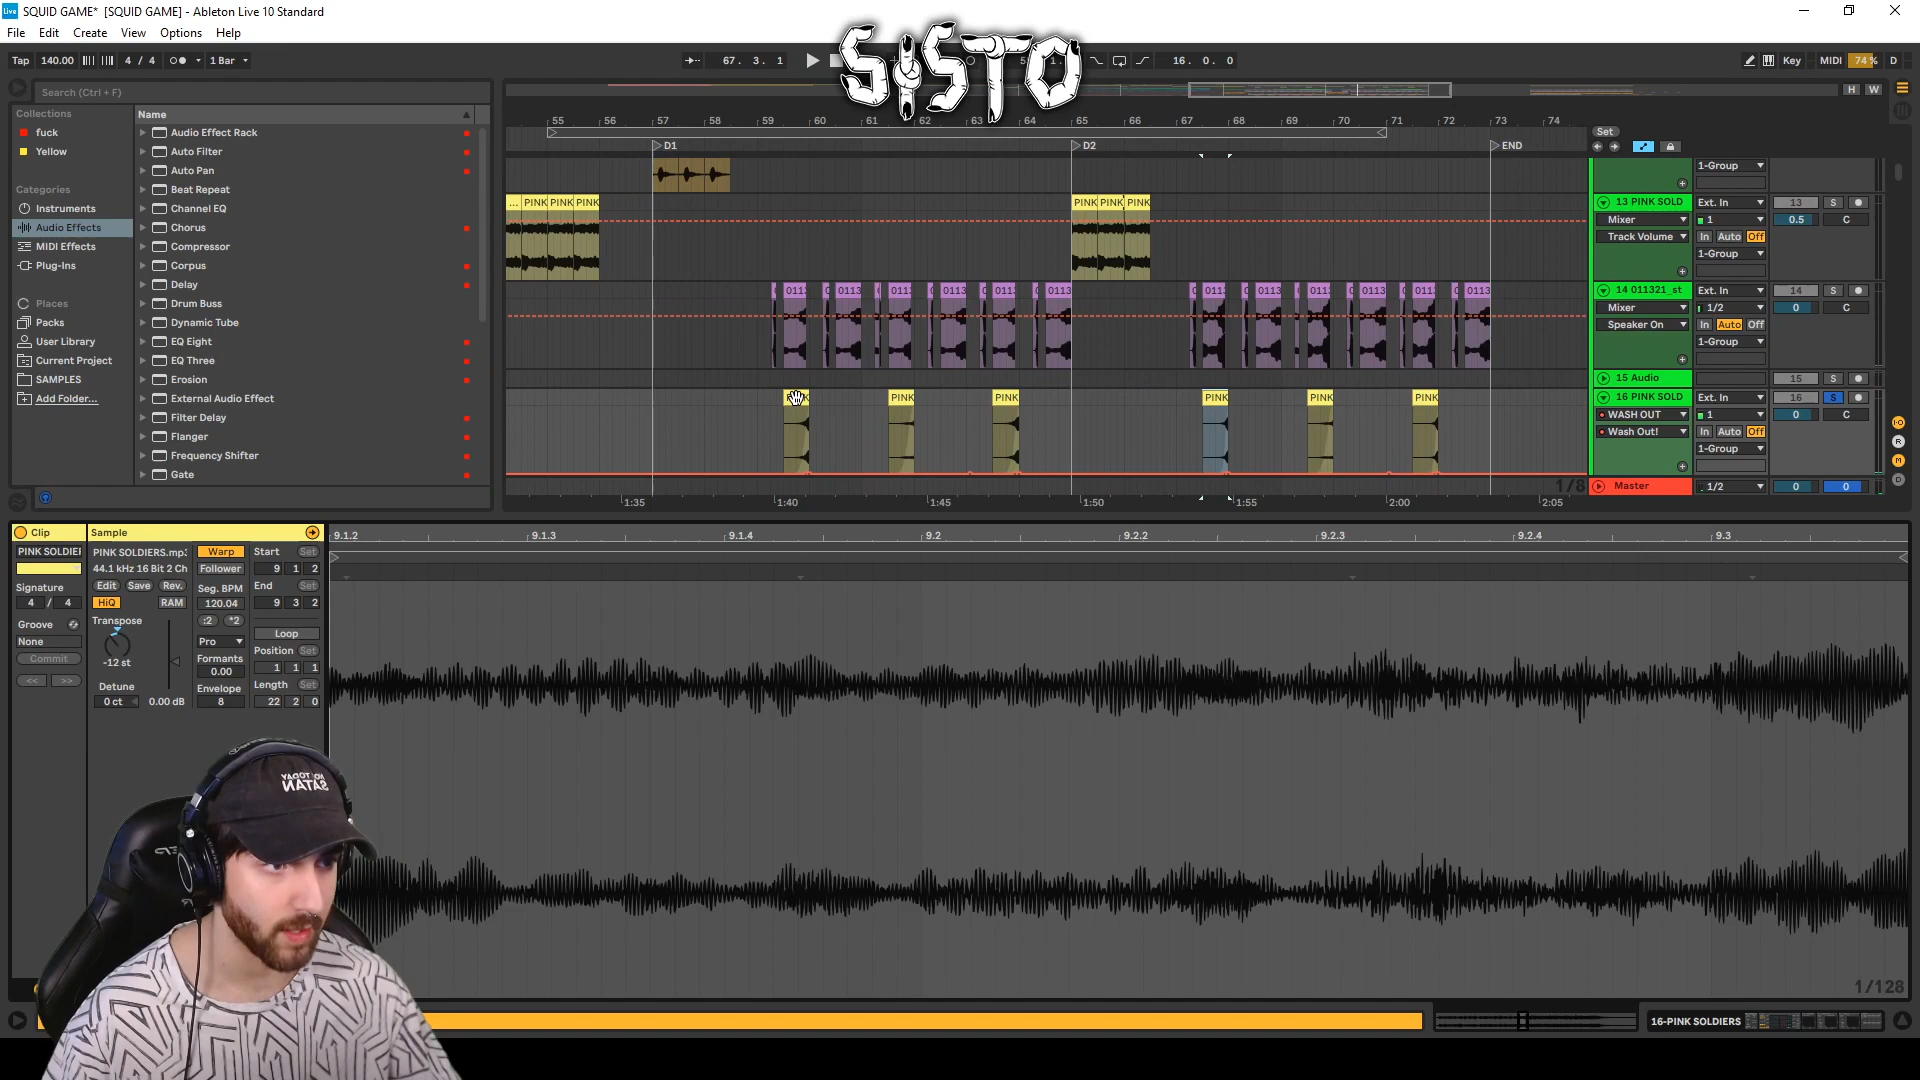 SQUID GAME* [SQUID GAME] - Ableton Live 10 Standard
File Edit Create View Options Help
SISTO
Tap 140.00 4 / 4 1 Bar 67. 3. 1 16. 0. 0 Key MIDI 74 % D
Search (Ctrl + F)
H W
Collections
fuck
Yellow
Categories
Instruments
Audio Effects
MIDI Effects
Plug-Ins
Places
Packs
User Library
Current Project
SAMPLES
Add Folder...
Name
Audio Effect Rack
Auto Filter
Auto Pan
Beat Repeat
Channel EQ
Chorus
Compressor
Corpus
Delay
Drum Buss
Dynamic Tube
EQ Eight
EQ Three
Erosion
External Audio Effect
Filter Delay
Flanger
Frequency Shifter
Gate
55 56 57 58 59 60 61 62 63 64 65 66 67 68 69 70 71 72 73 74
Set
D1 D2 END
1-Group
... PINK PINK PINK PINK PINK PINK
13 PINK SOLD Ext. In 13 S
Mixer 1 0.5 C
Track Volume In Auto Off
1-Group
0113 0113 0113 0113 0113 0113 0113 0113 0113 0113 0113 0113
14 011321_st Ext. In 14 S
Mixer 1/2 0 C
Speaker On In Auto Off
1-Group
15 Audio 15 S
PINK PINK PINK PINK PINK
16 PINK SOLD Ext. In 16 S
WASH OUT 1 0 C
Wash Out! In Auto Off
1-Group
1/8
Master 1/2 0 0
1:35 1:40 1:45 1:50 1:55 2:00 2:05
R
M
D
Clip
PINK SOLDIE
Signature
4 / 4
Groove
None
Commit
<< >>
Sample
PINK SOLDIERS.mp3
44.1 kHz 16 Bit 2 Ch
Edit Save Rev.
HiQ RAM
Transpose
-12 st
Detune
0 ct 0.00 dB
Warp
Follower
Seg. BPM
120.04
:2 *2
Pro
Formants
0.00
Envelope
8
Start Set
9 1 2
End Set
9 3 2
Loop
Position Set
1 1 1
Length Set
22 2 0
9.1.2 9.1.3 9.1.4 9.2 9.2.2 9.2.3 9.2.4 9.3
NOT TODAY
SATAN
1/128
16-PINK SOLDIERS